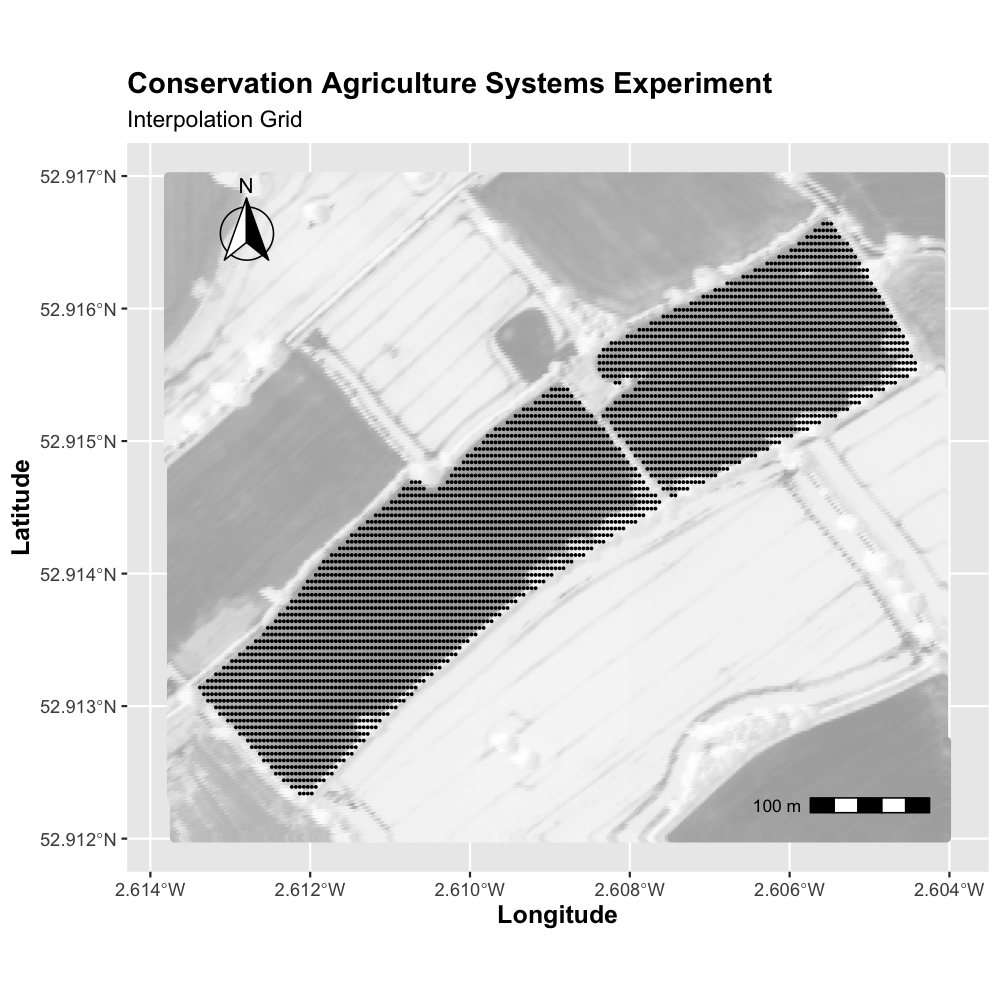 Conservation Agriculture Systems Experiment
Interpolation Grid
N
52.917°N
52.916°N
52.915°N
52.914°N
52.913°N
52.912°N
Latitude
100 m
2.614°W 2.612°W 2.610°W 2.608°W 2.606°W 2.604°W
Longitude